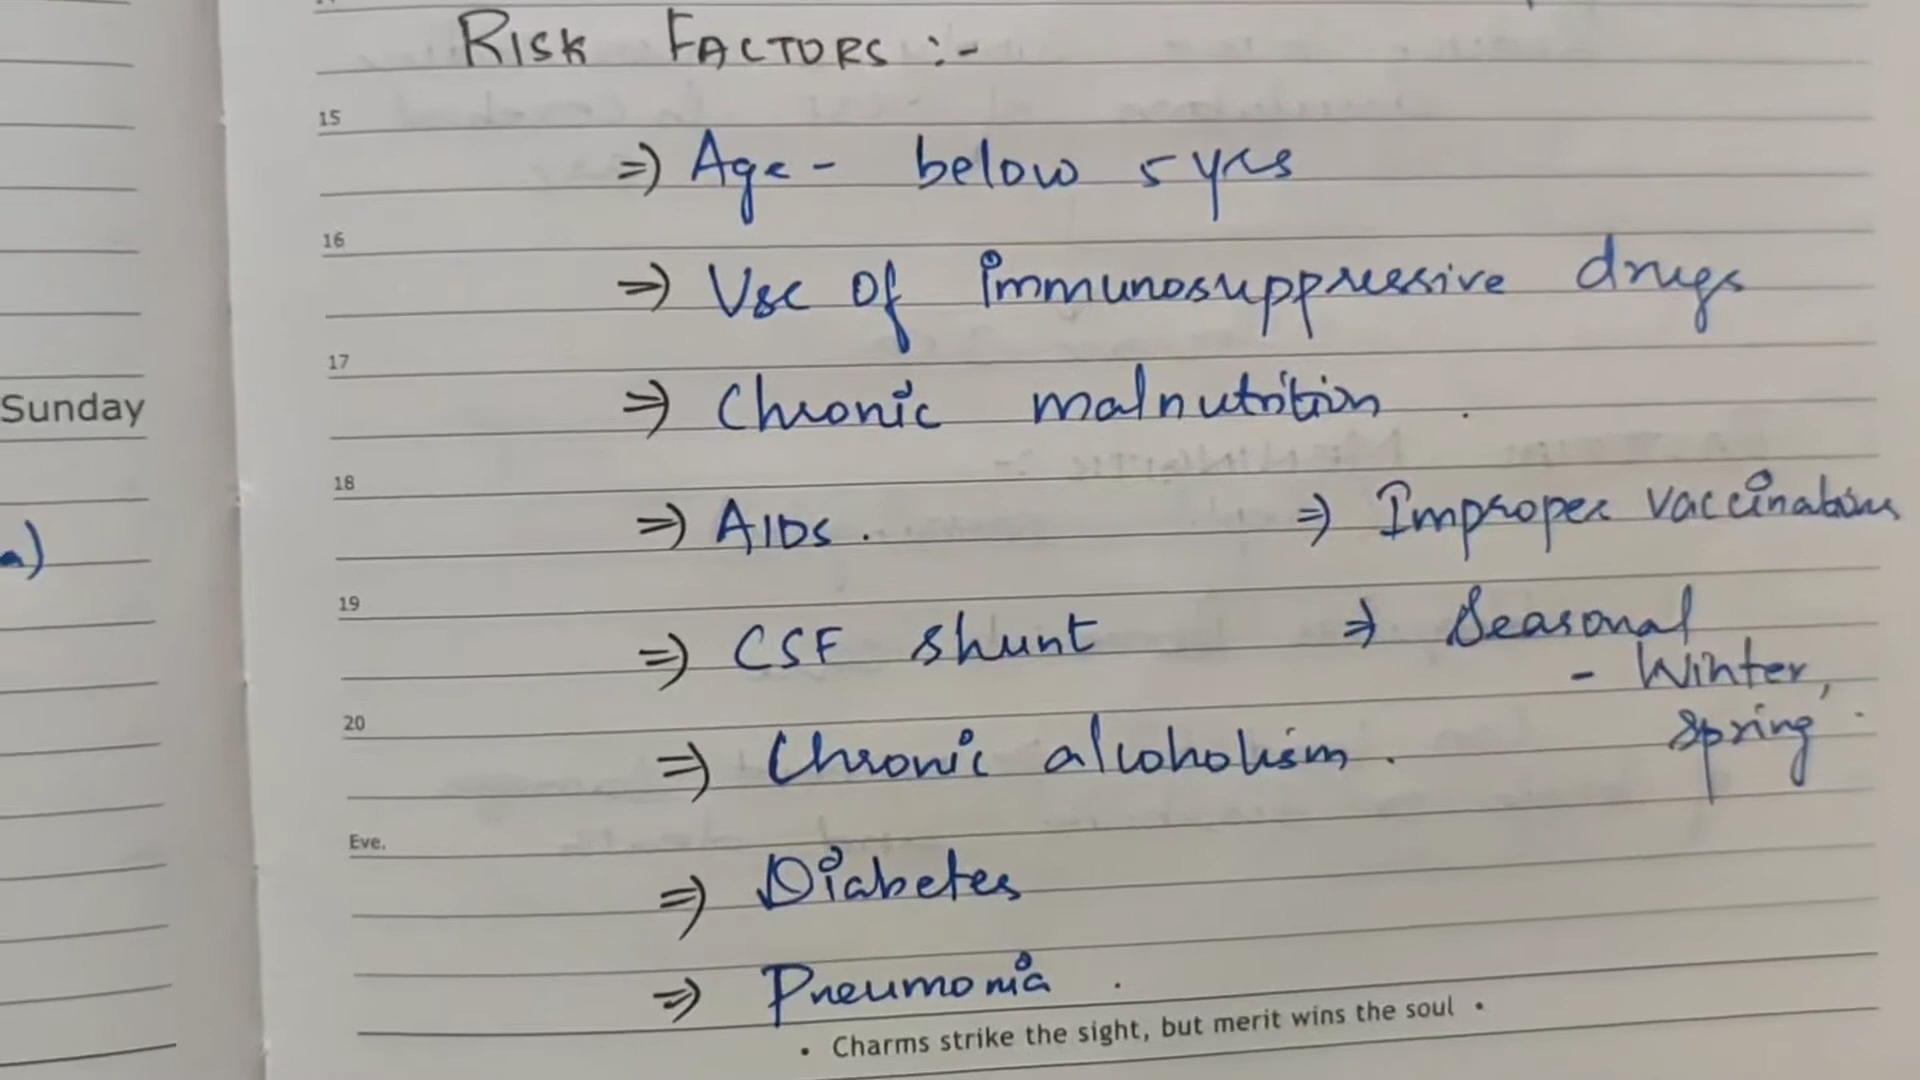 RISK FACTORS :-
15
⇒ Age - below 5 yrs
16
⇒ Use of immunosuppressive drugs
17
⇒ Chronic malnutrition .
Sunday
18
⇒ AIDS . ⇒ Improper vaccinations
a)
19
⇒ CSF shunt ⇒ Seasonal
- Winter,
20
spring.
⇒ Chronic alcoholism .
Eve.
⇒ Diabetes
⇒ Pneumonia .
• Charms strike the sight, but merit wins the soul •